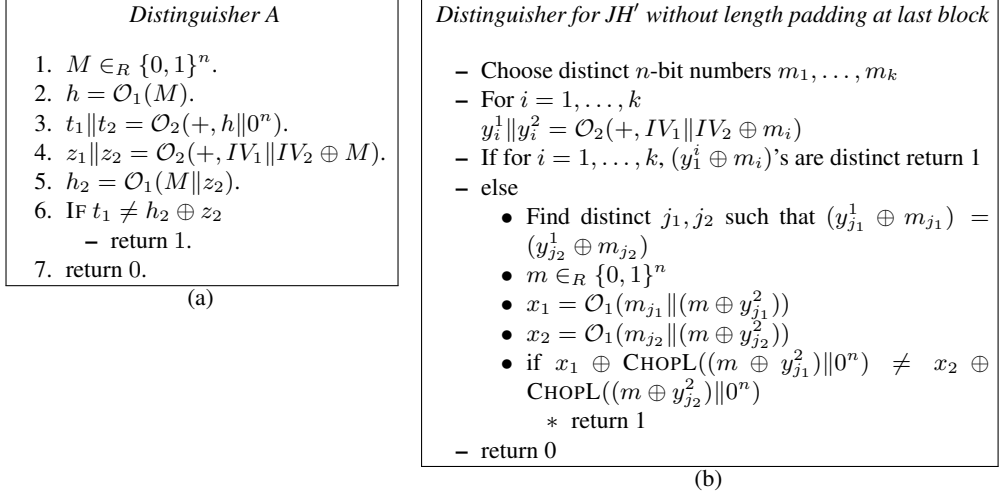 Distinguisher A
1. M ∈_R {0, 1}^n.
2. h = O_1(M).
3. t_1∥t_2 = O_2(+, h∥0^n).
4. z_1∥z_2 = O_2(+, IV_1∥IV_2 ⊕ M).
5. h_2 = O_1(M∥z_2).
6. IF t_1 ≠ h_2 ⊕ z_2
– return 1.
7. return 0.
(a)
Distinguisher for JH′ without length padding at last block
– Choose distinct n-bit numbers m_1, . . . , m_k
– For i = 1, . . . , k
y_i^1∥y_i^2 = O_2(+, IV_1∥IV_2 ⊕ m_i)
– If for i = 1, . . . , k, (y_1^i ⊕ m_i)'s are distinct return 1
– else
• Find distinct j_1, j_2 such that (y_{j_1}^1 ⊕ m_{j_1}) =
(y_{j_2}^1 ⊕ m_{j_2})
• m ∈_R {0, 1}^n
• x_1 = O_1(m_{j_1}∥(m ⊕ y_{j_1}^2))
• x_2 = O_1(m_{j_2}∥(m ⊕ y_{j_2}^2))
• if x_1 ⊕ CHOPL((m ⊕ y_{j_1}^2)∥0^n) ≠ x_2 ⊕
CHOPL((m ⊕ y_{j_2}^2)∥0^n)
∗ return 1
– return 0
(b)